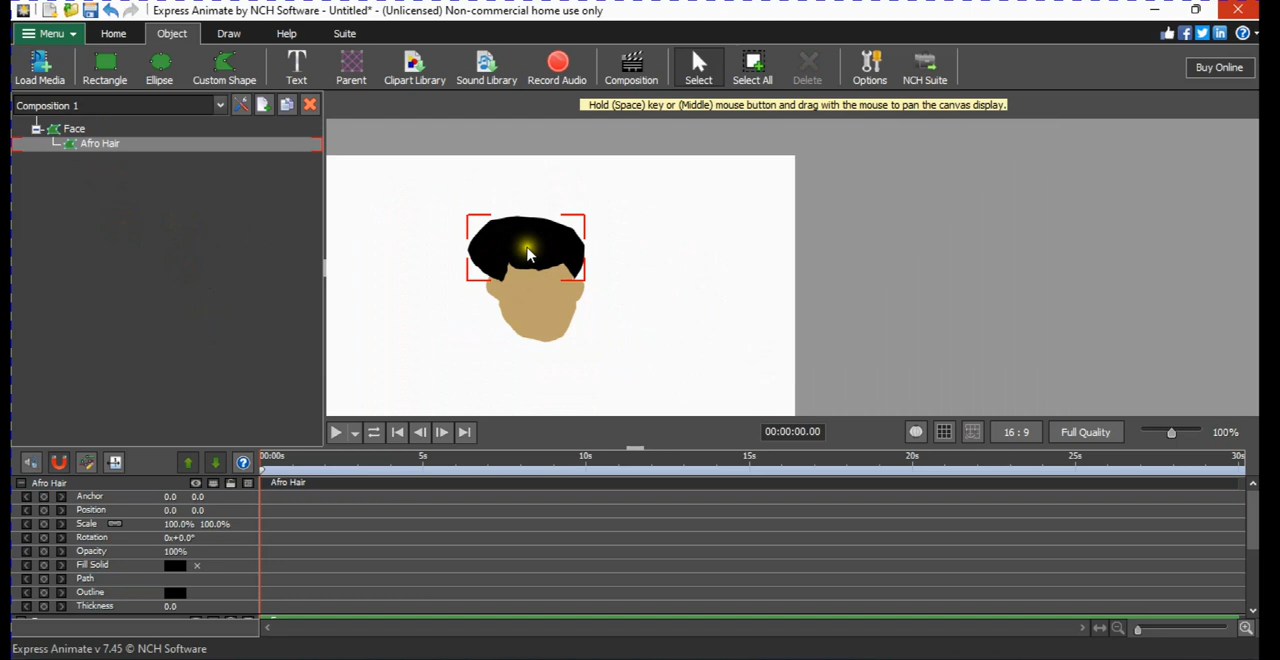 Express Animate by NCH Software - Untitled* - (Unlicensed) Non-commercial home use only
Menu Home Object Draw Help Suite
Load Media Rectangle Ellipse Custom Shape Text Parent Clipart Library Sound Library Record Audio Composition Select Select All Delete Options NCH Suite Buy Online
Composition 1
Hold (Space) key or (Middle) mouse button and drag with the mouse to pan the canvas display.
Face
Afro Hair
00:00:00.00 16 : 9 Full Quality 100%
00:00s 5s 10s 15s 20s 25s 30s
Afro Hair Afro Hair
Anchor 0.0 0.0
Position 0.0 0.0
Scale 100.0% 100.0%
Rotation 0x+0.0°
Opacity 100%
Fill Solid
Path
Outline
Thickness 0.0
Express Animate v 7.45 © NCH Software